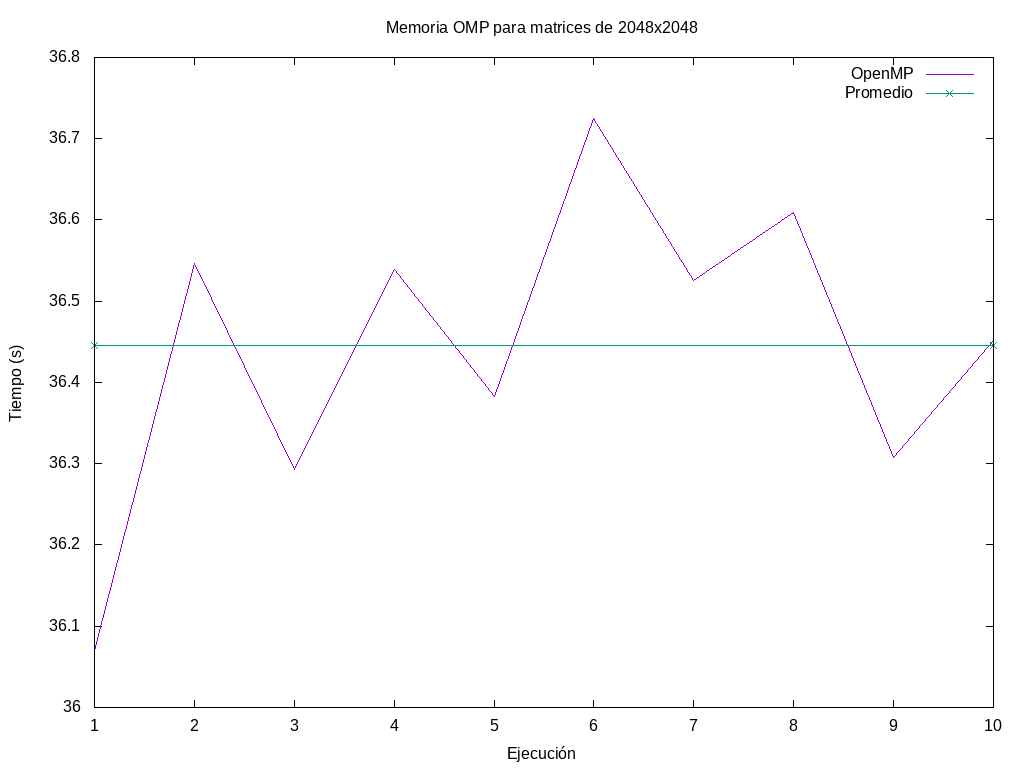 Memoria OMP para matrices de 2048x2048
36.8
36.7
36.6
36.5
36.4
36.3
36.2
36.1
36
Tiempo (s)
OpenMP
Promedio
1 2 3 4 5 6 7 8 9 10
Ejecución